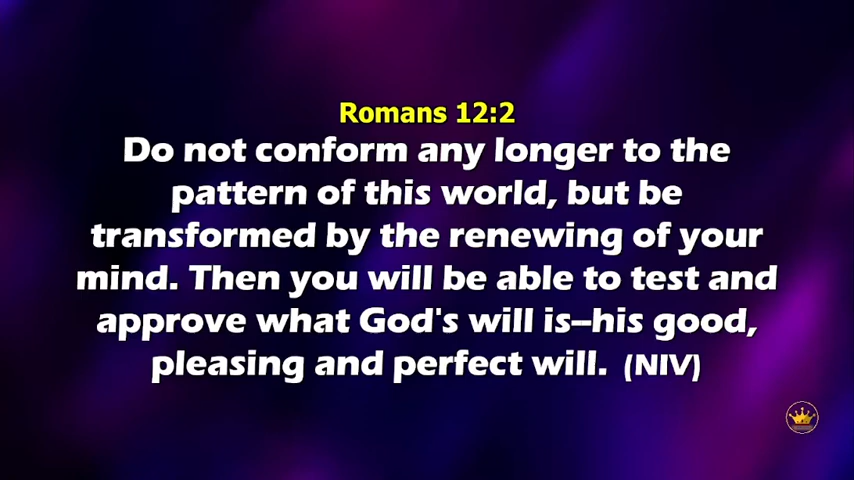 Romans 12:2
Do not conform any longer to the
pattern of this world, but be
transformed by the renewing of your
mind. Then you will be able to test and
approve what God's will is--his good,
pleasing and perfect will. (NIV)